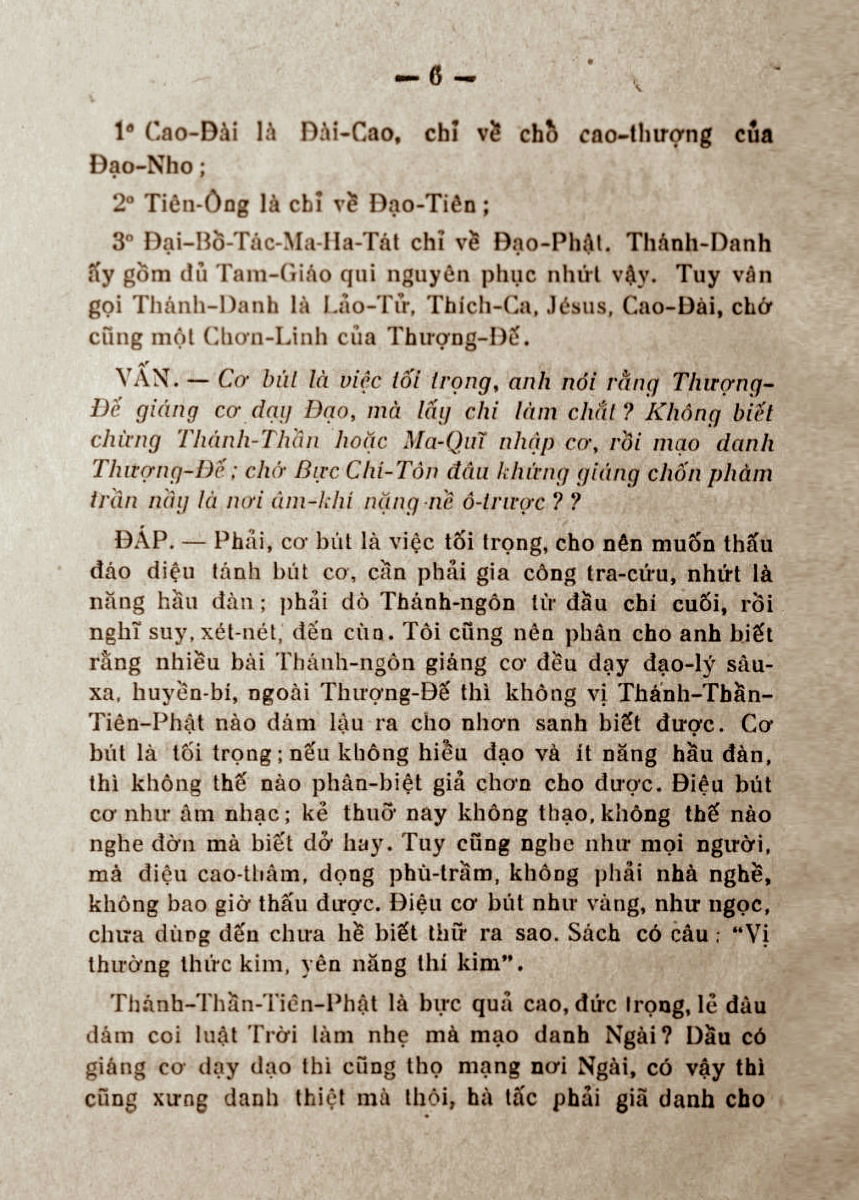 — 6 —
1º Cao-Đài là Đài-Cao, chỉ về chỗ cao-thượng của
Đạo-Nho ;
2º Tiên-Ông là chỉ về Đạo-Tiên ;
3º Đại-Bồ-Tác-Ma-Ha-Tát chỉ về Đạo-Phật. Thánh-Danh
ấy gồm đủ Tam-Giáo qui nguyên phục nhứt vậy. Tuy vân
gọi Thánh-Danh là Lảo-Tử, Thích-Ca, Jésus, Cao-Đài, chớ
cũng một Chơn-Linh của Thượng-Đế.
VẤN. — Cơ bút là việc tối trọng, anh nói rằng Thượng-
Đế giáng cơ dạy Đạo, mà lấy chi làm chắt ? Không biết
chừng Thánh-Thần hoặc Ma-Quĩ nhập cơ, rồi mạo danh
Thượng-Đế ; chớ Bực Chí-Tôn đâu khứng giáng chốn phàm
trần nầy là nơi âm-khí nặng-nề ô-trược ? ?
ĐÁP. — Phải, cơ bút là việc tối trọng, cho nên muốn thấu
đáo diệu tánh bút cơ, cần phải gia công tra-cứu, nhứt là
năng hầu đàn ; phải dò Thánh-ngôn từ đầu chí cuối, rồi
nghĩ suy, xét-nét, đến cùn. Tôi cũng nên phân cho anh biết
rằng nhiều bài Thánh-ngôn giáng cơ đều dạy đạo-lý sâu-
xa, huyền-bí, ngoài Thượng-Đế thì không vị Thánh-Thần-
Tiên-Phật nào dám lậu ra cho nhơn sanh biết được. Cơ
bút là tối trọng ; nếu không hiểu đạo và ít năng hầu đàn,
thì không thế nào phân-biệt giả chơn cho được. Điệu bút
cơ như âm nhạc ; kẻ thuở nay không thạo, không thế nào
nghe đờn mà biết dở hay. Tuy cũng nghe như mọi người,
mà điệu cao-thâm, dọng phù-trầm, không phải nhà nghề,
không bao giờ thấu được. Điệu cơ bút như vàng, như ngọc,
chưa dùng đến chưa hề biết thữ ra sao. Sách có câu : “Vị
thường thức kim, yên năng thí kim”.
Thánh-Thần-Tiên-Phật là bực quả cao, đức trọng, lẻ đâu
dám coi luật Trời làm nhẹ mà mạo danh Ngài ? Dầu có
giáng cơ dạy đạo thì cũng thọ mạng nơi Ngài, có vậy thì
cũng xưng danh thiệt mà thôi, hà tấc phải giã danh cho